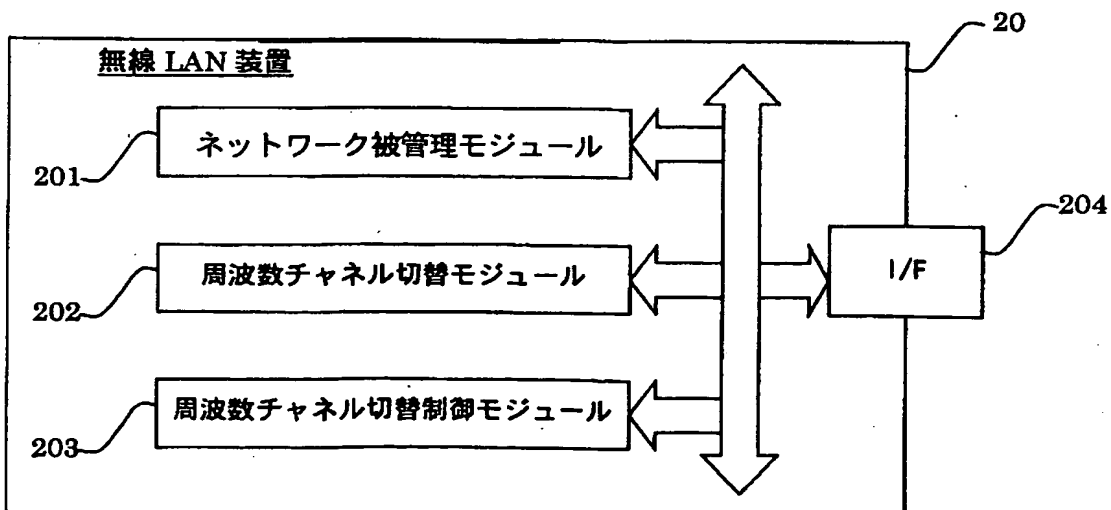 20
無線 LAN 装置
ネットワーク被管理モジュール
201
204
I/F
周波数チャネル切替モジュール
202
周波数チャネル切替制御モジュール
203